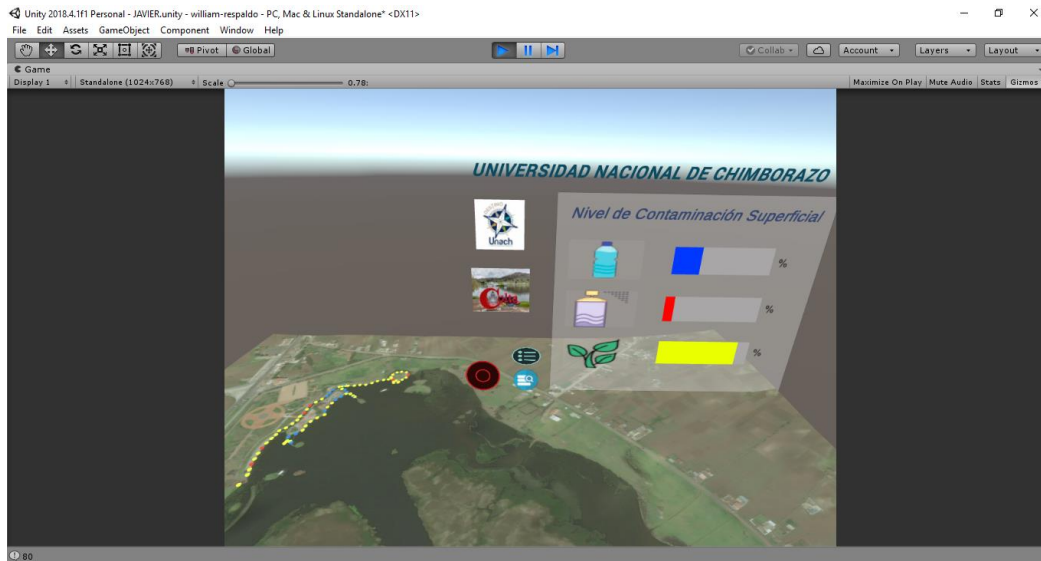 Unity 2018.4.1f1 Personal - JAVIER.unity - william-respaldo - PC, Mac & Linux Standalone* <DX11>
File Edit Assets GameObject Component Window Help
Pivot Global Collab Account Layers Layout
Game
Display 1 Standalone (1024x768) Scale 0.78: Maximize On Play Mute Audio Stats Gizmos
UNIVERSIDAD NACIONAL DE CHIMBORAZO
Nivel de Contaminación Superficial
Unach
%
Colta
%
%
80